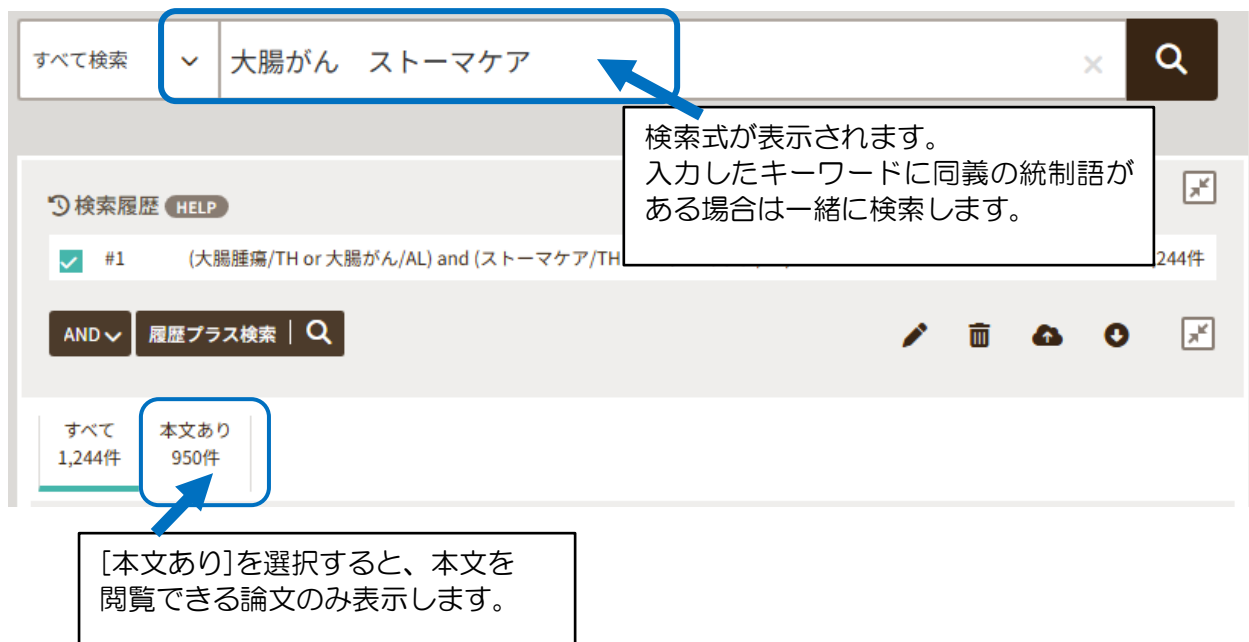 すべて検索
大腸がん　ストーマケア
検索式が表示されます。
入力したキーワードに同義の統制語が
ある場合は一緒に検索します。
検索履歴 HELP
#1 (大腸腫瘍/TH or 大腸がん/AL) and (ストーマケア/TH 244件
AND 履歴プラス検索
すべて 本文あり
1,244件 950件
[本文あり]を選択すると、本文を
閲覧できる論文のみ表示します。